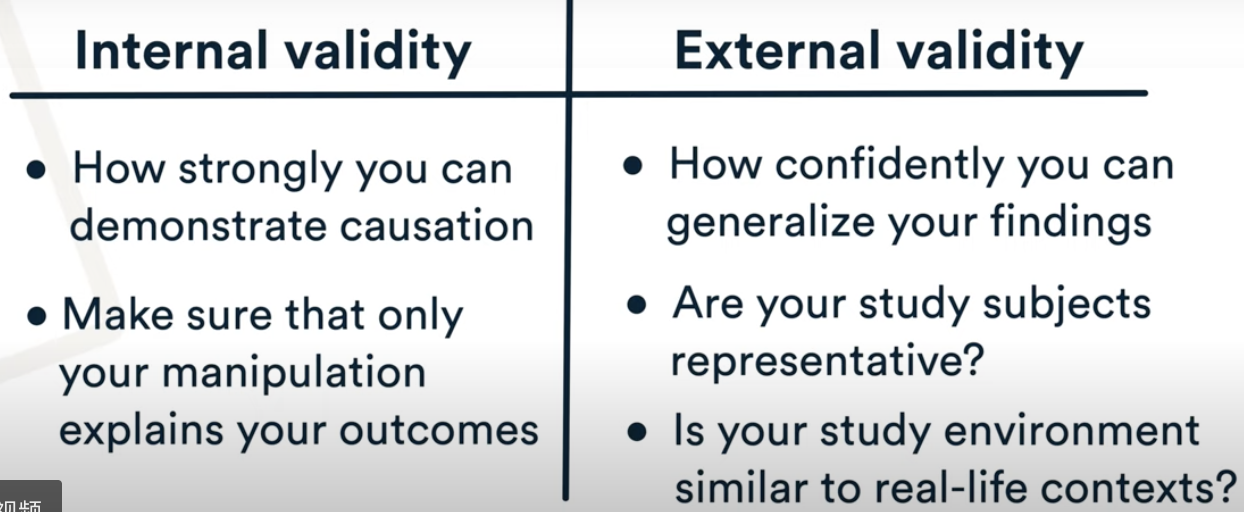 Internal validity
External validity
• How strongly you can
demonstrate causation
• Make sure that only
your manipulation
explains your outcomes
• How confidently you can
generalize your findings
• Are your study subjects
representative?
• Is your study environment
similar to real-life contexts?
视频